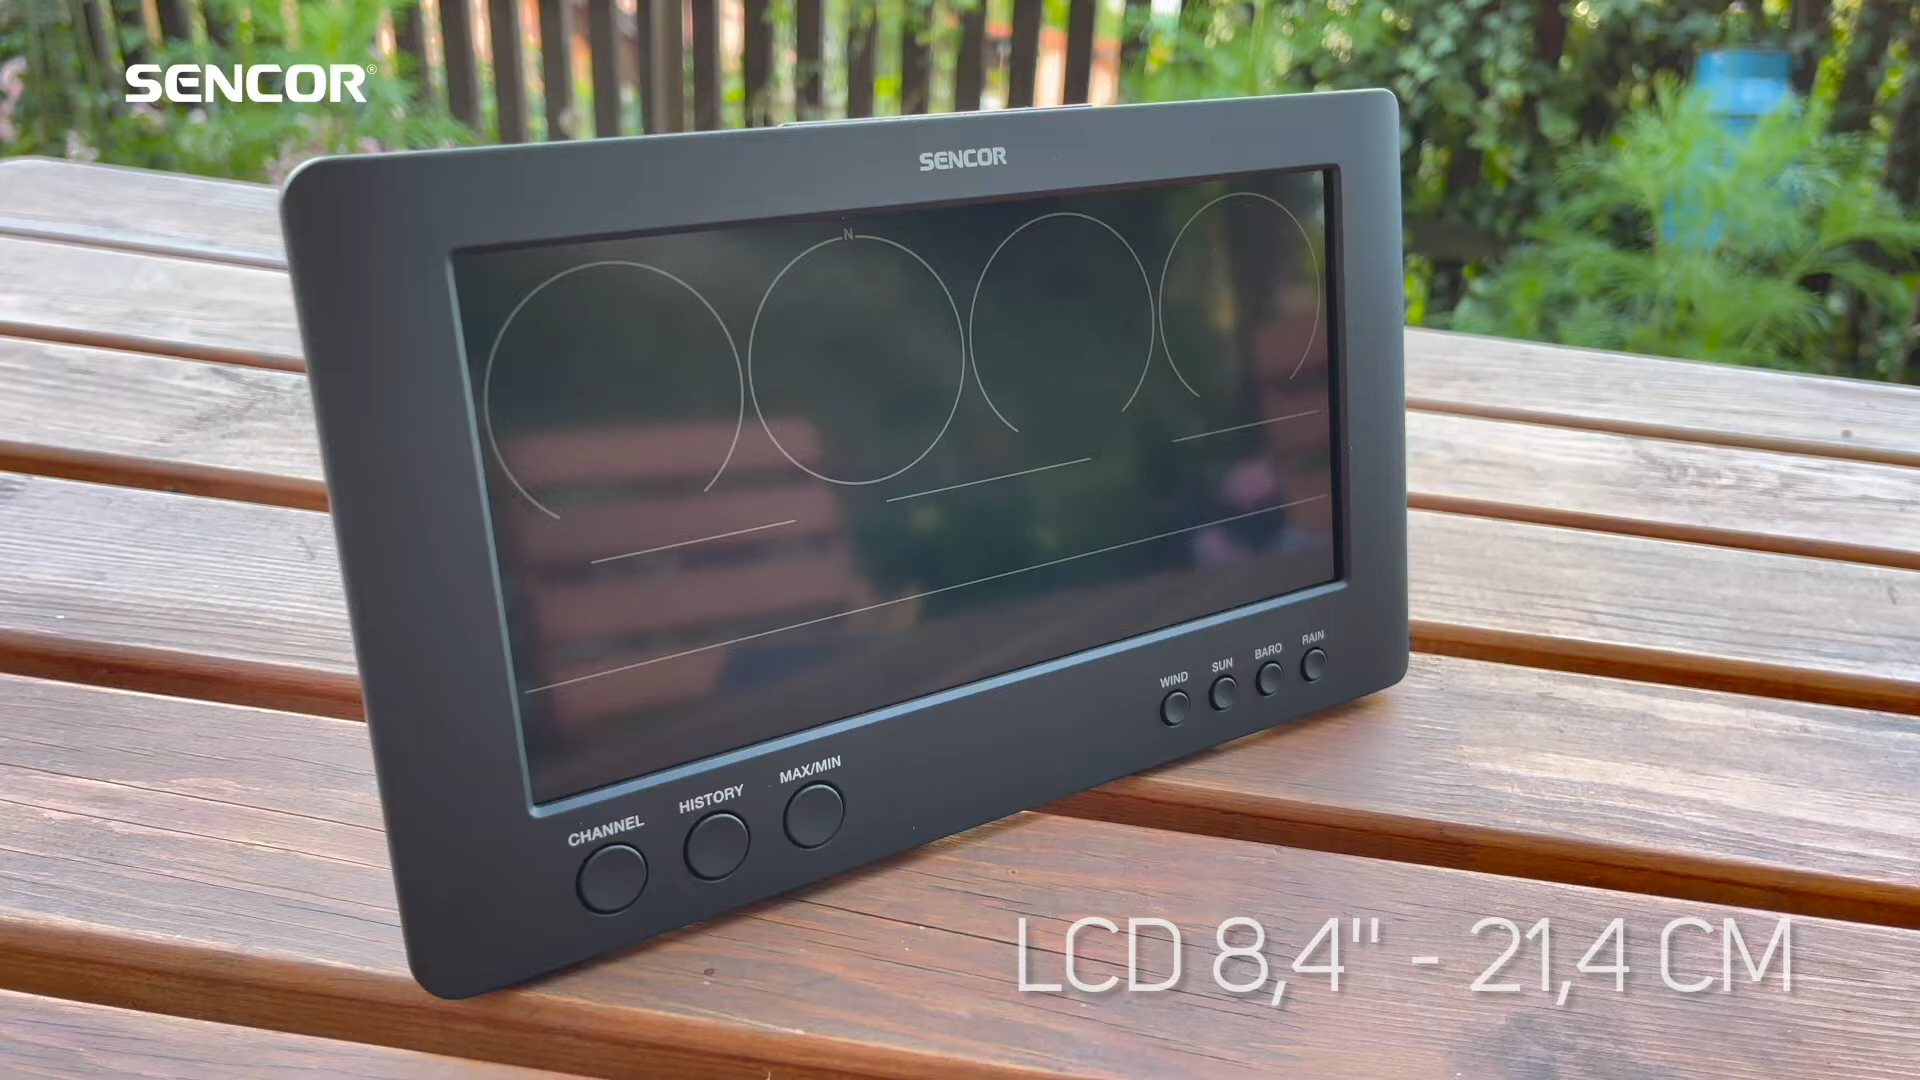 SENCOR®
SENCOR
N
WIND SUN BARO RAIN
CHANNEL HISTORY MAX/MIN
LCD 8,4" - 21,4 CM